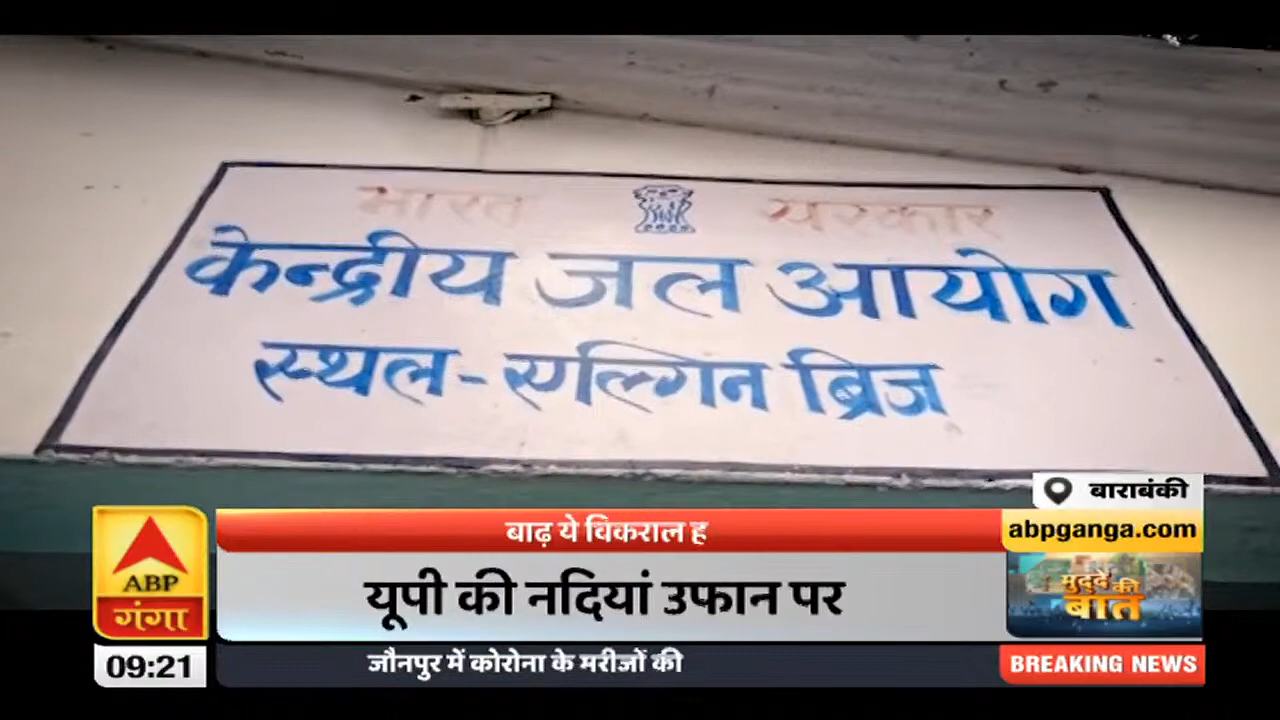 भारत सरकार
केन्द्रीय जल आयोग
स्थल-एल्गिन ब्रिज
बाराबंकी
बाढ़ ये विकराल ह
abpganga.com
ABP
गंगा
यूपी की नदियां उफान पर
मुद्दे की
बात
09:21
जौनपुर में कोरोना के मरीजों की
BREAKING NEWS